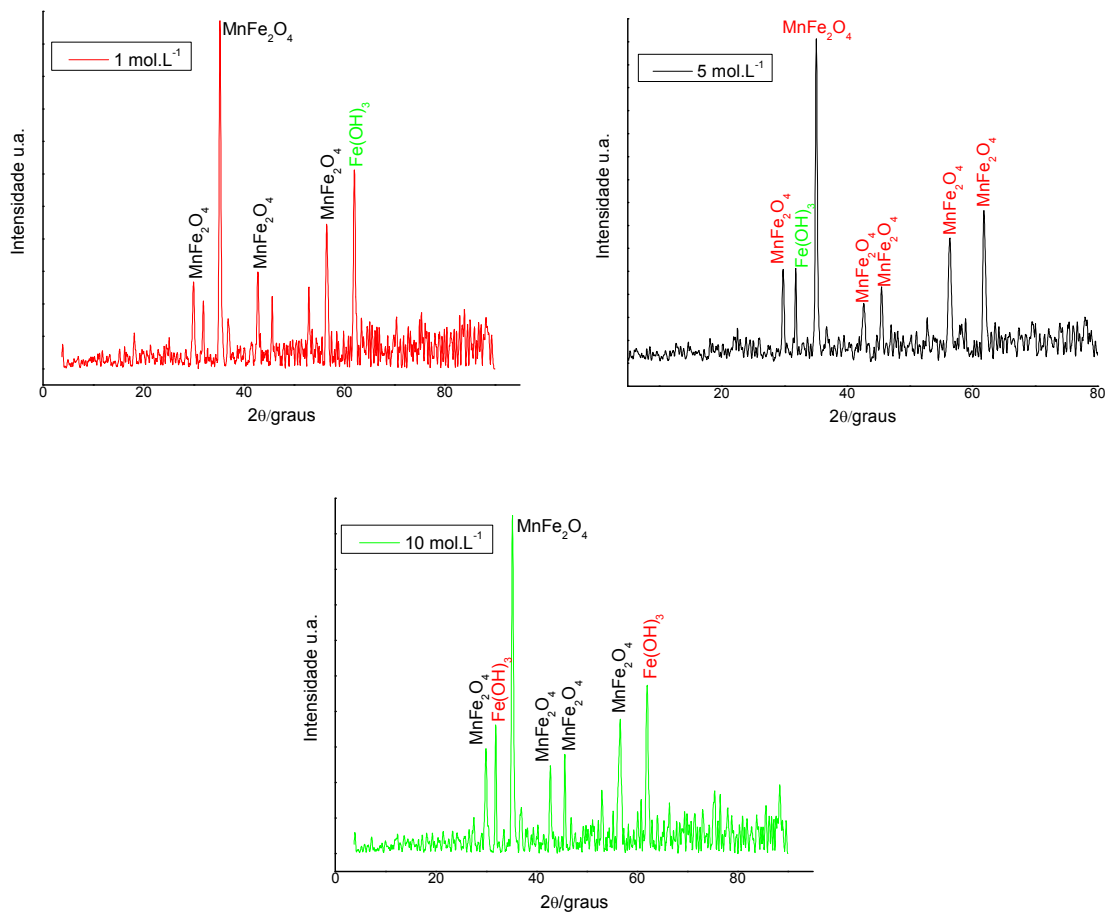 MnFe₂O₄
1 mol.L⁻¹
Fe(OH)₃
MnFe₂O₄
MnFe₂O₄
MnFe₂O₄
Intensidade u.a.
0 20 40 60 80
2θ/graus
MnFe₂O₄
5 mol.L⁻¹
MnFe₂O₄
MnFe₂O₄
MnFe₂O₄
Fe(OH)₃
MnFe₂O₄
MnFe₂O₄
Intensidade u.a.
20 40 60 80
2θ/graus
MnFe₂O₄
10 mol.L⁻¹
Fe(OH)₃
MnFe₂O₄
MnFe₂O₄
Fe(OH)₃
MnFe₂O₄
MnFe₂O₄
Intensidade u.a.
0 20 40 60 80
2θ/graus